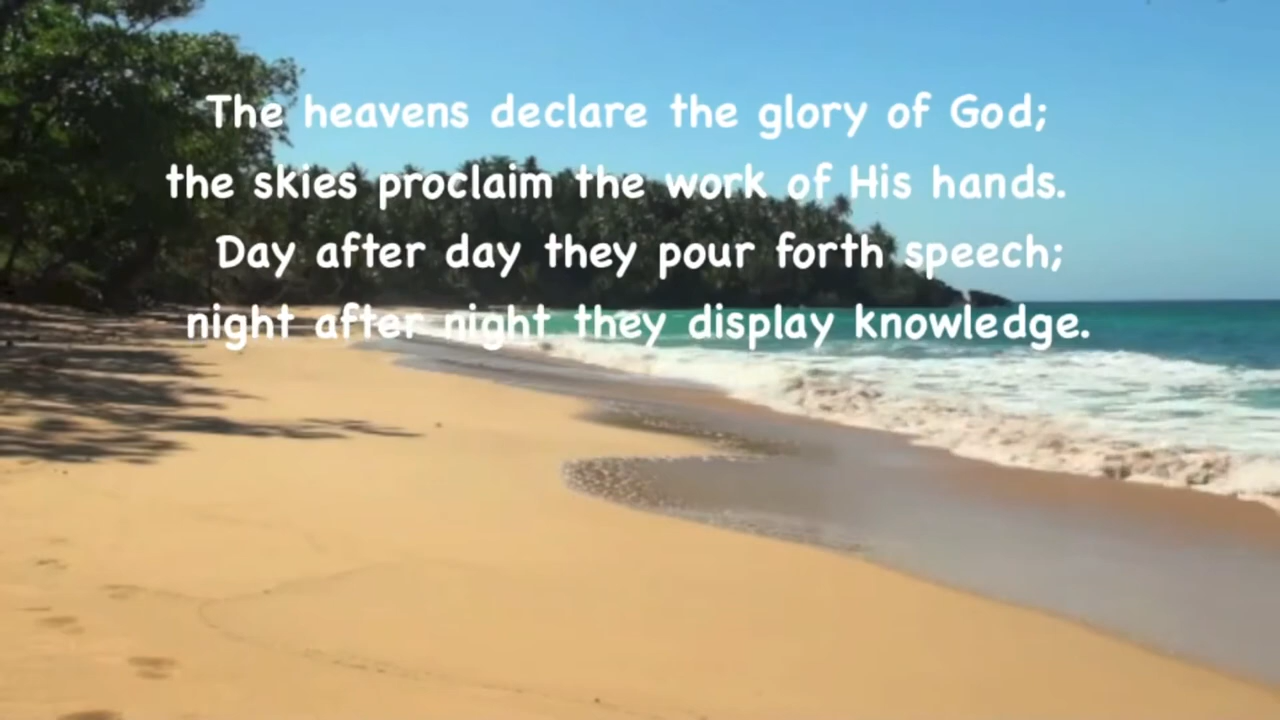 The heavens declare the glory of God;
the skies proclaim the work of His hands.
Day after day they pour forth speech;
night after night they display knowledge.